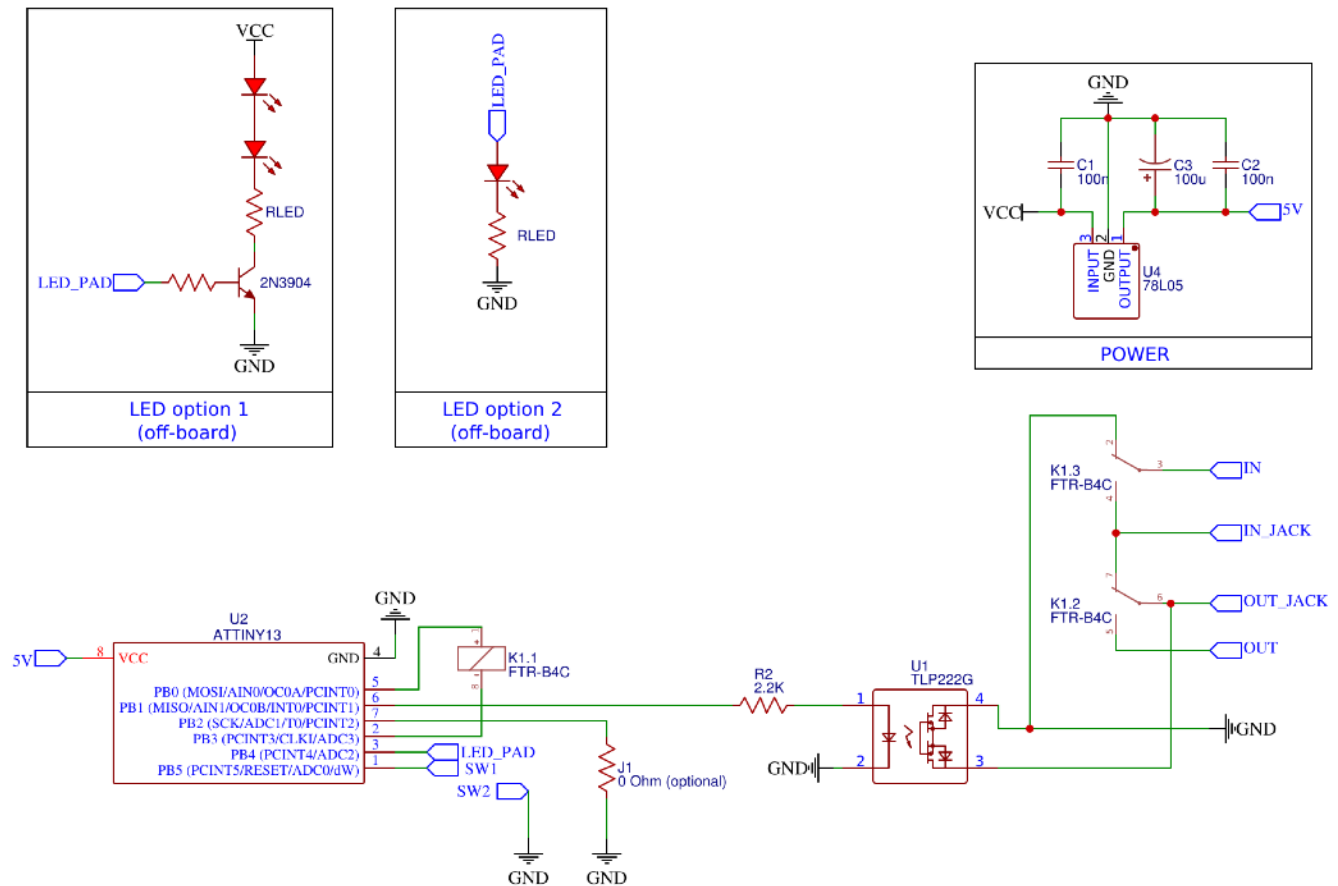 VCC
RLED
LED_PAD
2N3904
GND
LED option 1
(off-board)
LED_PAD
RLED
GND
LED option 2
(off-board)
GND
C1
100n
C3
100u
+
C2
100n
VCC
5V
3
2
1
INPUT
GND
OUTPUT
U4
78L05
POWER
2
K1.3
FTR-B4C
3
IN
4
IN_JACK
7
K1.2
FTR-B4C
6
OUT_JACK
5
OUT
GND
U2
ATTINY13
5V
8
VCC
GND
4
PB0 (MOSI/AIN0/OC0A/PCINT0)
5
PB1 (MISO/AIN1/OC0B/INT0/PCINT1)
6
PB2 (SCK/ADC1/T0/PCINT2)
7
PB3 (PCINT3/CLKI/ADC3)
2
PB4 (PCINT4/ADC2)
3
PB5 (PCINT5/RESET/ADC0/dW)
1
1
+
K1.1
FTR-B4C
8
-
LED_PAD
SW1
SW2
GND
J1
0 Ohm (optional)
GND
R2
2.2K
U1
TLP222G
1
4
2
3
GND
GND